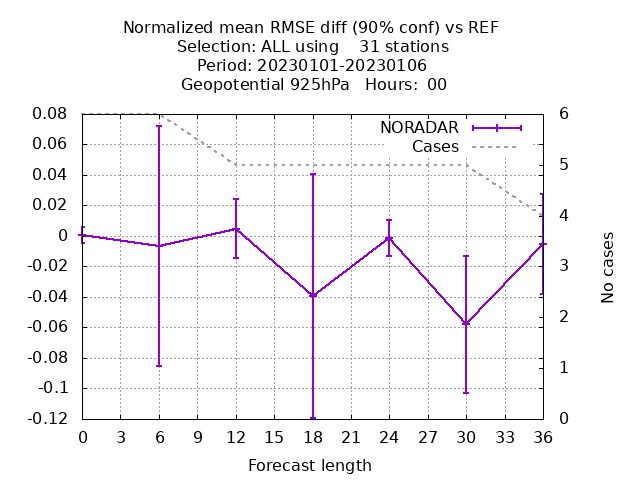 Normalized mean RMSE diff (90% conf) vs REF
Selection: ALL using    31 stations
Period: 20230101-20230106
Geopotential 925hPa   Hours:  00
0.08
0.06
0.04
0.02
0
-0.02
-0.04
-0.06
-0.08
-0.1
-0.12
NORADAR
Cases
6
5
4
3
2
1
0
No cases
0 3 6 9 12 15 18 21 24 27 30 33 36
Forecast length